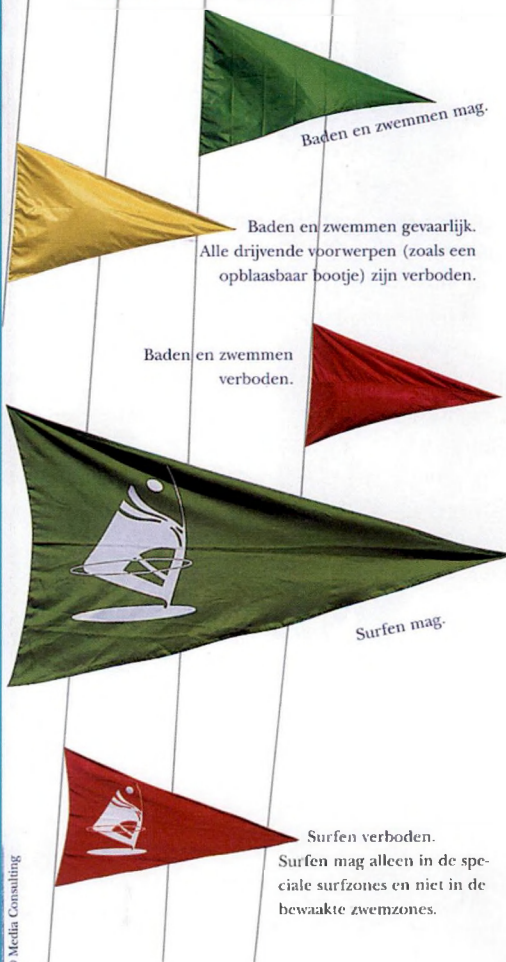 Baden en zwemmen mag.
Baden en zwemmen gevaarlijk.
Alle drijvende voorwerpen (zoals een
opblaasbaar bootje) zijn verboden.
Baden en zwemmen
verboden.
Surfen mag.
Surfen verboden.
Surfen mag alleen in de spe-
ciale surfzones en niet in de
bewaakte zwemzones.
Media Consulting